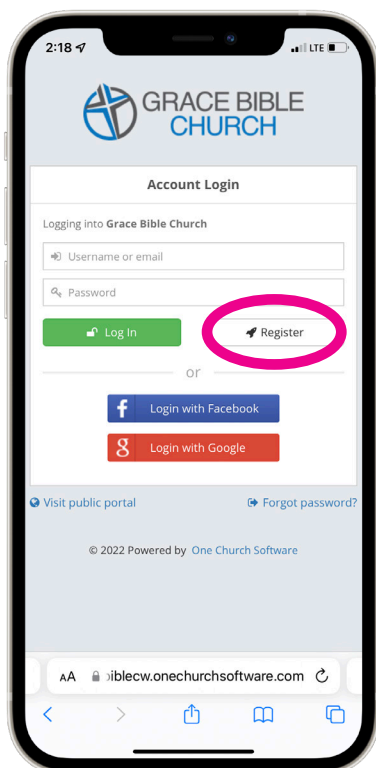 2:18 LTE
GRACE BIBLE
CHURCH
Account Login
Logging into Grace Bible Church
Username or email
Password
Log In Register
or
f Login with Facebook
g Login with Google
Visit public portal Forgot password?
© 2022 Powered by One Church Software
AA iblecw.onechurchsoftware.com